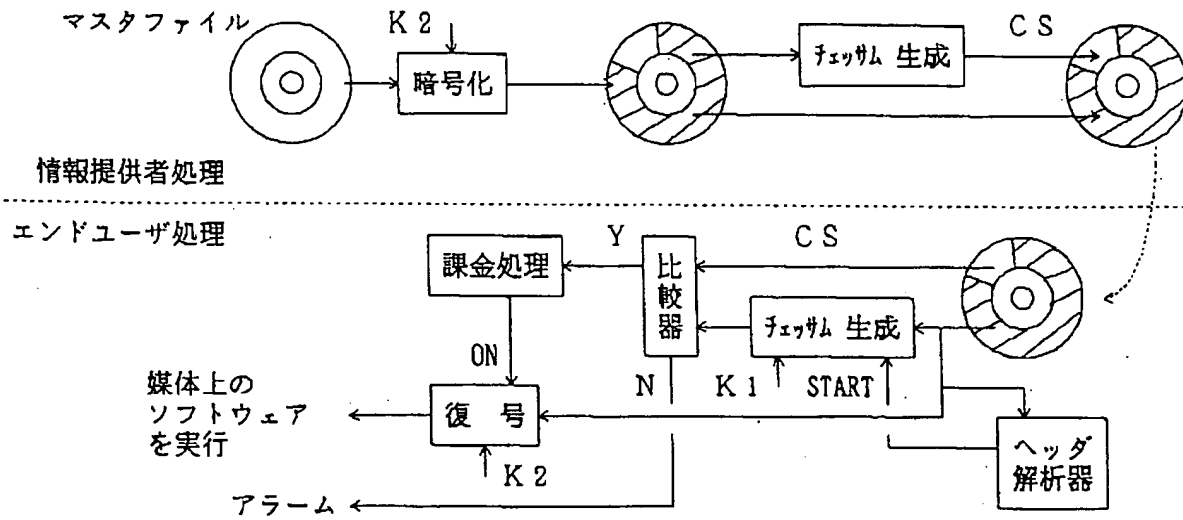 マスタファイル
K2
暗号化
ﾁｪｯｻﾑ 生成
CS
情報提供者処理
エンドユーザ処理
課金処理
Y
比較器
CS
ﾁｪｯｻﾑ 生成
ON
N
K1
START
媒体上の
ソフトウェア
を実行
復 号
K2
ヘッダ
解析器
アラーム